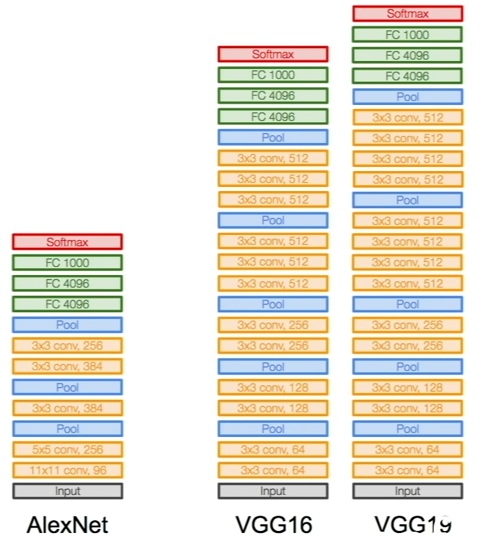 Softmax
FC 1000
FC 4096
FC 4096
Pool
3x3 conv, 256
3x3 conv, 384
Pool
3x3 conv, 384
Pool
5x5 conv, 256
11x11 conv, 96
Input
AlexNet
Softmax
FC 1000
FC 4096
FC 4096
Pool
3x3 conv, 512
3x3 conv, 512
3x3 conv, 512
Pool
3x3 conv, 512
3x3 conv, 512
3x3 conv, 512
Pool
3x3 conv, 256
3x3 conv, 256
Pool
3x3 conv, 128
3x3 conv, 128
Pool
3x3 conv, 64
3x3 conv, 64
Input
VGG16
Softmax
FC 1000
FC 4096
FC 4096
Pool
3x3 conv, 512
3x3 conv, 512
3x3 conv, 512
3x3 conv, 512
Pool
3x3 conv, 512
3x3 conv, 512
3x3 conv, 512
3x3 conv, 512
Pool
3x3 conv, 256
3x3 conv, 256
Pool
3x3 conv, 128
3x3 conv, 128
Pool
3x3 conv, 64
3x3 conv, 64
Input
VGG19